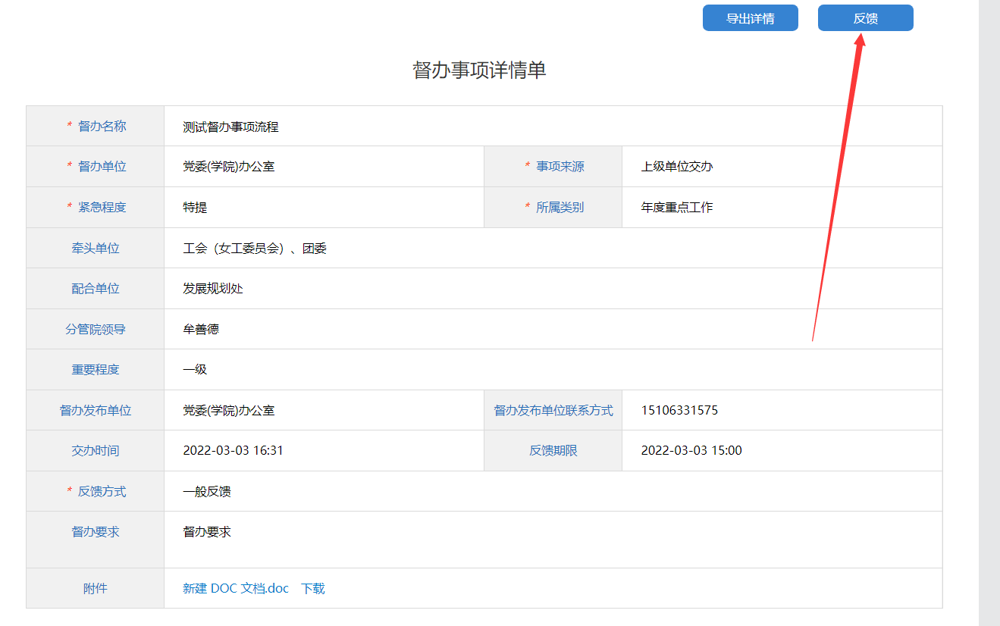 导出详情 反馈
督办事项详情单
* 督办名称 测试督办事项流程
* 督办单位 党委(学院)办公室 * 事项来源 上级单位交办
* 紧急程度 特提 * 所属类别 年度重点工作
牵头单位 工会（女工委员会）、团委
配合单位 发展规划处
分管院领导 牟善德
重要程度 一级
督办发布单位 党委(学院)办公室 督办发布单位联系方式 15106331575
交办时间 2022-03-03 16:31 反馈期限 2022-03-03 15:00
* 反馈方式 一般反馈
督办要求 督办要求
附件 新建 DOC 文档.doc 下载